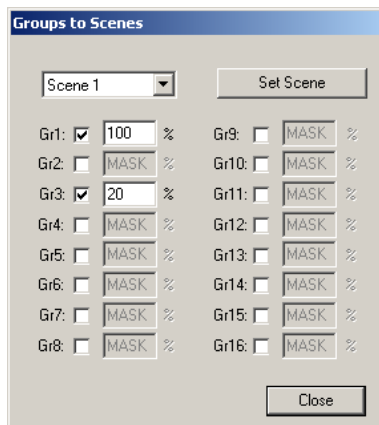 Groups to Scenes
Scene 1 Set Scene
Gr1: 100 % Gr9: MASK %
Gr2: MASK % Gr10: MASK %
Gr3: 20 % Gr11: MASK %
Gr4: MASK % Gr12: MASK %
Gr5: MASK % Gr13: MASK %
Gr6: MASK % Gr14: MASK %
Gr7: MASK % Gr15: MASK %
Gr8: MASK % Gr16: MASK %
Close